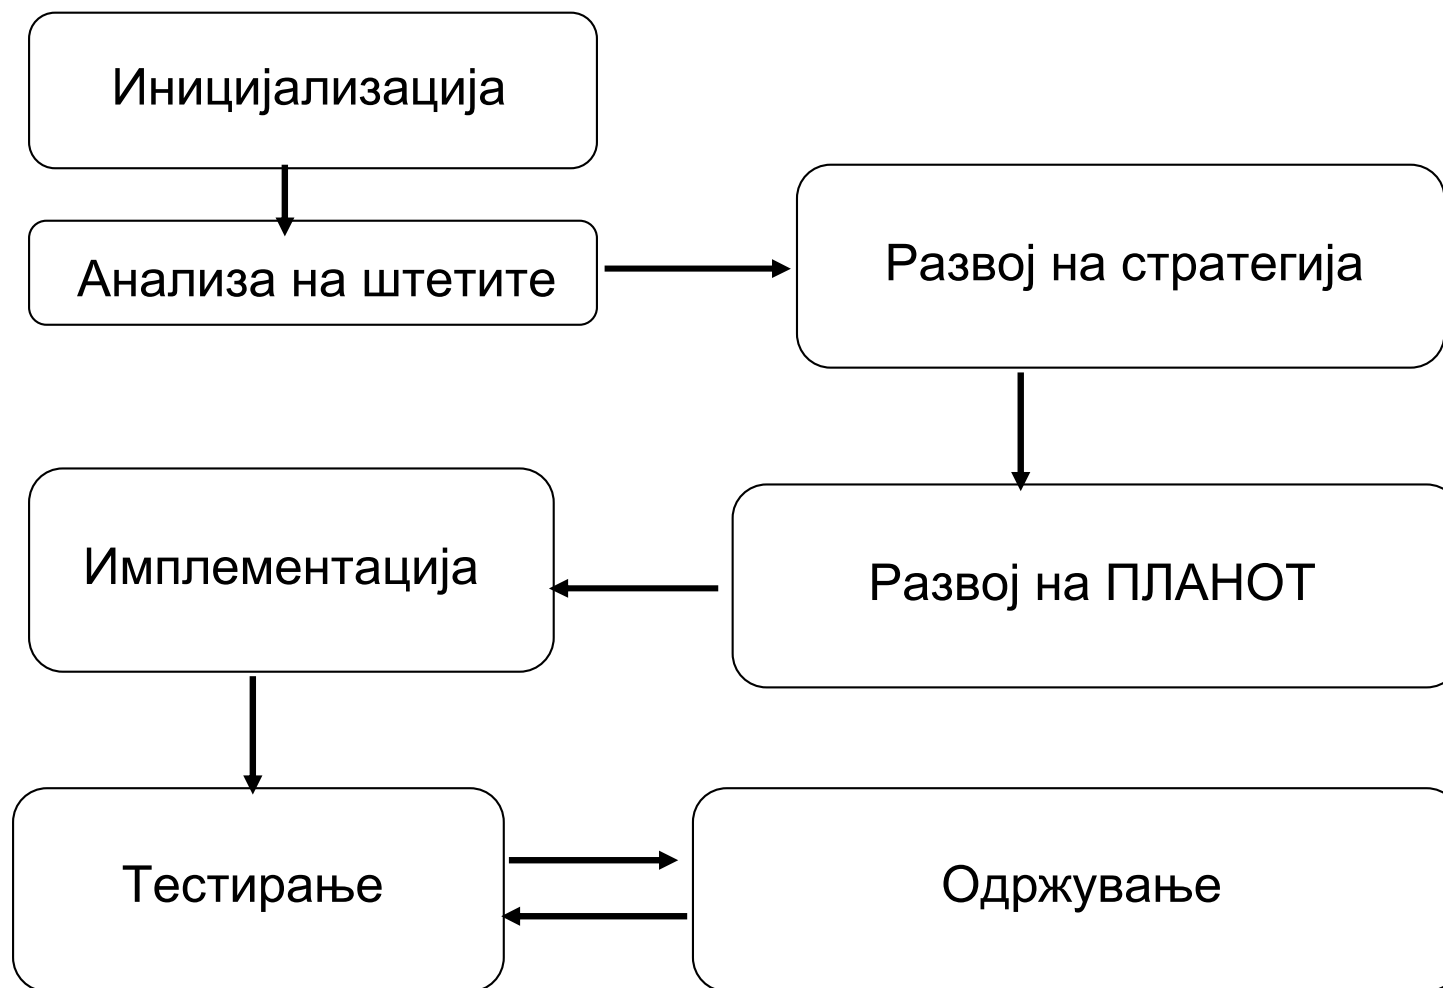 Иницијализација
Анализа на штетите
Развој на стратегија
Развој на ПЛАНОТ
Имплементација
Тестирање
Одржување